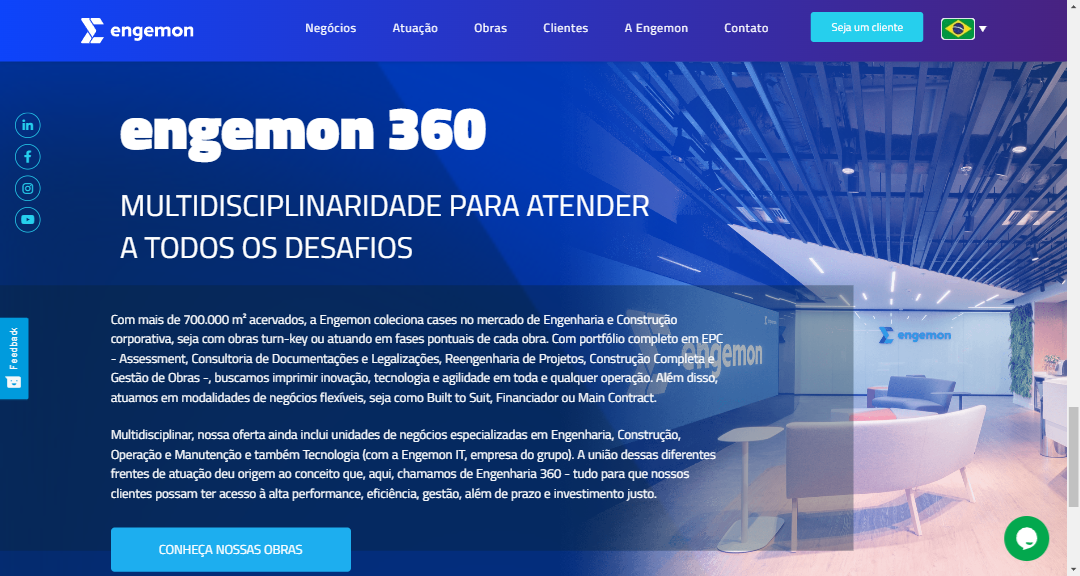 engemon
Negócios
Atuação
Obras
Clientes
A Engemon
Contato
Seja um cliente
engemon 360
MULTIDISCIPLINARIDADE PARA ATENDER
A TODOS OS DESAFIOS
Com mais de 700.000 m² acervados, a Engemon coleciona cases no mercado de Engenharia e Construção
corporativa, seja com obras turn-key ou atuando em fases pontuais de cada obra. Com portfólio completo em EPC
- Assessment, Consultoria de Documentações e Legalizações, Reengenharia de Projetos, Construção Completa e
Gestão de Obras -, buscamos imprimir inovação, tecnologia e agilidade em toda e qualquer operação. Além disso,
atuamos em modalidades de negócios flexíveis, seja como Built to Suit, Financiador ou Main Contract.
Multidisciplinar, nossa oferta ainda inclui unidades de negócios especializadas em Engenharia, Construção,
Operação e Manutenção e também Tecnologia (com a Engemon IT, empresa do grupo). A união dessas diferentes
frentes de atuação deu origem ao conceito que, aqui, chamamos de Engenharia 360 - tudo para que nossos
clientes possam ter acesso à alta performance, eficiência, gestão, além de prazo e investimento justo.
CONHEÇA NOSSAS OBRAS
Feedback
engemon
engemon